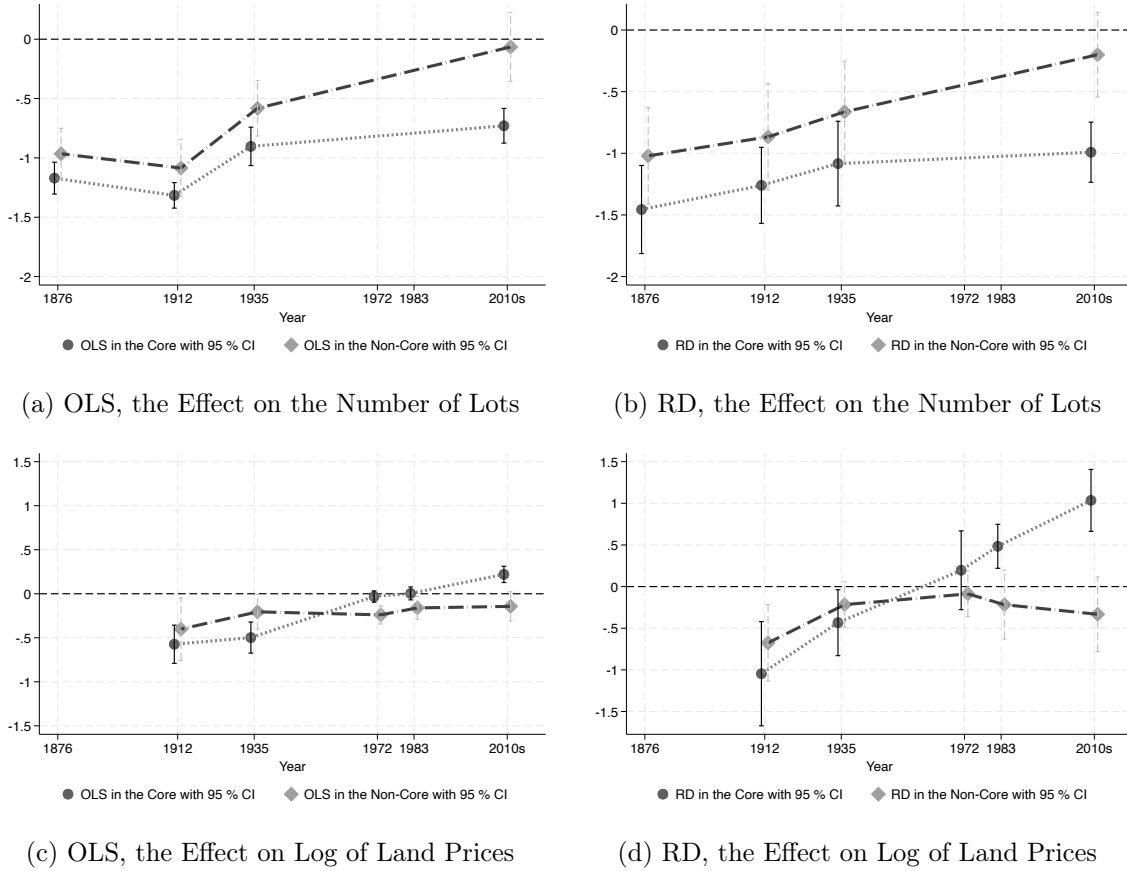 0
-.5
-1
-1.5
-2
1876 1912 1935 1972 1983 2010s
Year
OLS in the Core with 95 % CI OLS in the Non-Core with 95 % CI
(a) OLS, the Effect on the Number of Lots
0
-.5
-1
-1.5
-2
1876 1912 1935 1972 1983 2010s
Year
RD in the Core with 95 % CI RD in the Non-Core with 95 % CI
(b) RD, the Effect on the Number of Lots
1.5
1
.5
0
-.5
-1
-1.5
1876 1912 1935 1972 1983 2010s
Year
OLS in the Core with 95 % CI OLS in the Non-Core with 95 % CI
(c) OLS, the Effect on Log of Land Prices
1.5
1
.5
0
-.5
-1
-1.5
1876 1912 1935 1972 1983 2010s
Year
RD in the Core with 95 % CI RD in the Non-Core with 95 % CI
(d) RD, the Effect on Log of Land Prices